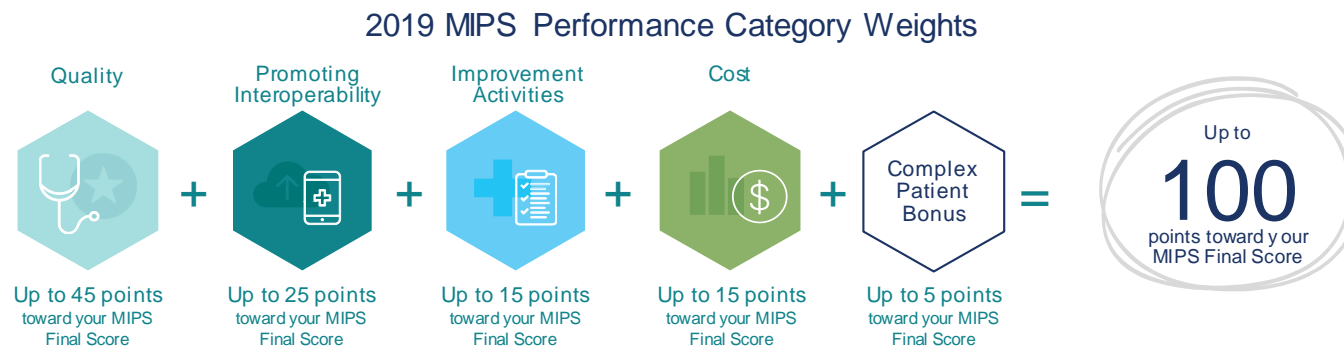 2019 MIPS Performance Category Weights
Quality
Promoting
Interoperability
Improvement
Activities
Cost
+
+
+
$
+
Complex
Patient
Bonus
=
Up to
100
points toward your
MIPS Final Score
Up to 45 points
toward your MIPS
Final Score
Up to 25 points
toward your MIPS
Final Score
Up to 15 points
toward your MIPS
Final Score
Up to 15 points
toward your MIPS
Final Score
Up to 5 points
toward your MIPS
Final Score